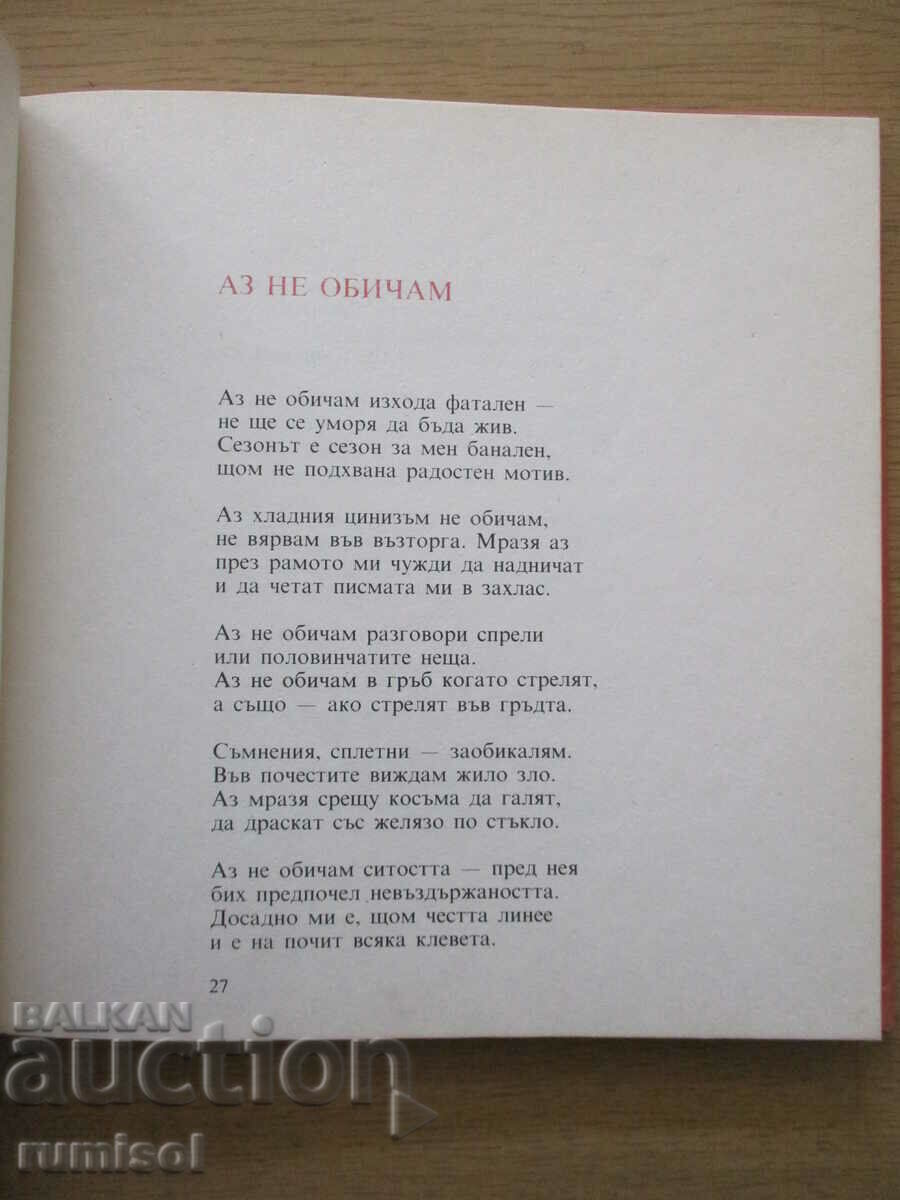 АЗ НЕ ОБИЧАМ
Аз не обичам изхода фатален —
не ще се уморя да бъда жив.
Сезонът е сезон за мен банален,
щом не подхвана радостен мотив.
Аз хладния цинизъм не обичам,
не вярвам във възторга. Мразя аз
през рамото ми чужди да надничат
и да четат писмата ми в захлас.
Аз не обичам разговори спрели
или половинчатите неща.
Аз не обичам в гръб когато стрелят,
а също — ако стрелят във гръдта.
Съмнения, сплетни — заобикалям.
Във почестите виждам жило зло.
Аз мразя срещу косъма да галят,
да драскат със желязо по стъкло.
Аз не обичам ситостта — пред нея
бих предпочел невъздържаността.
Досадно ми е, щом честта линее
и е на почит всяка клевета.
27
BALKAN
auction
rumisol